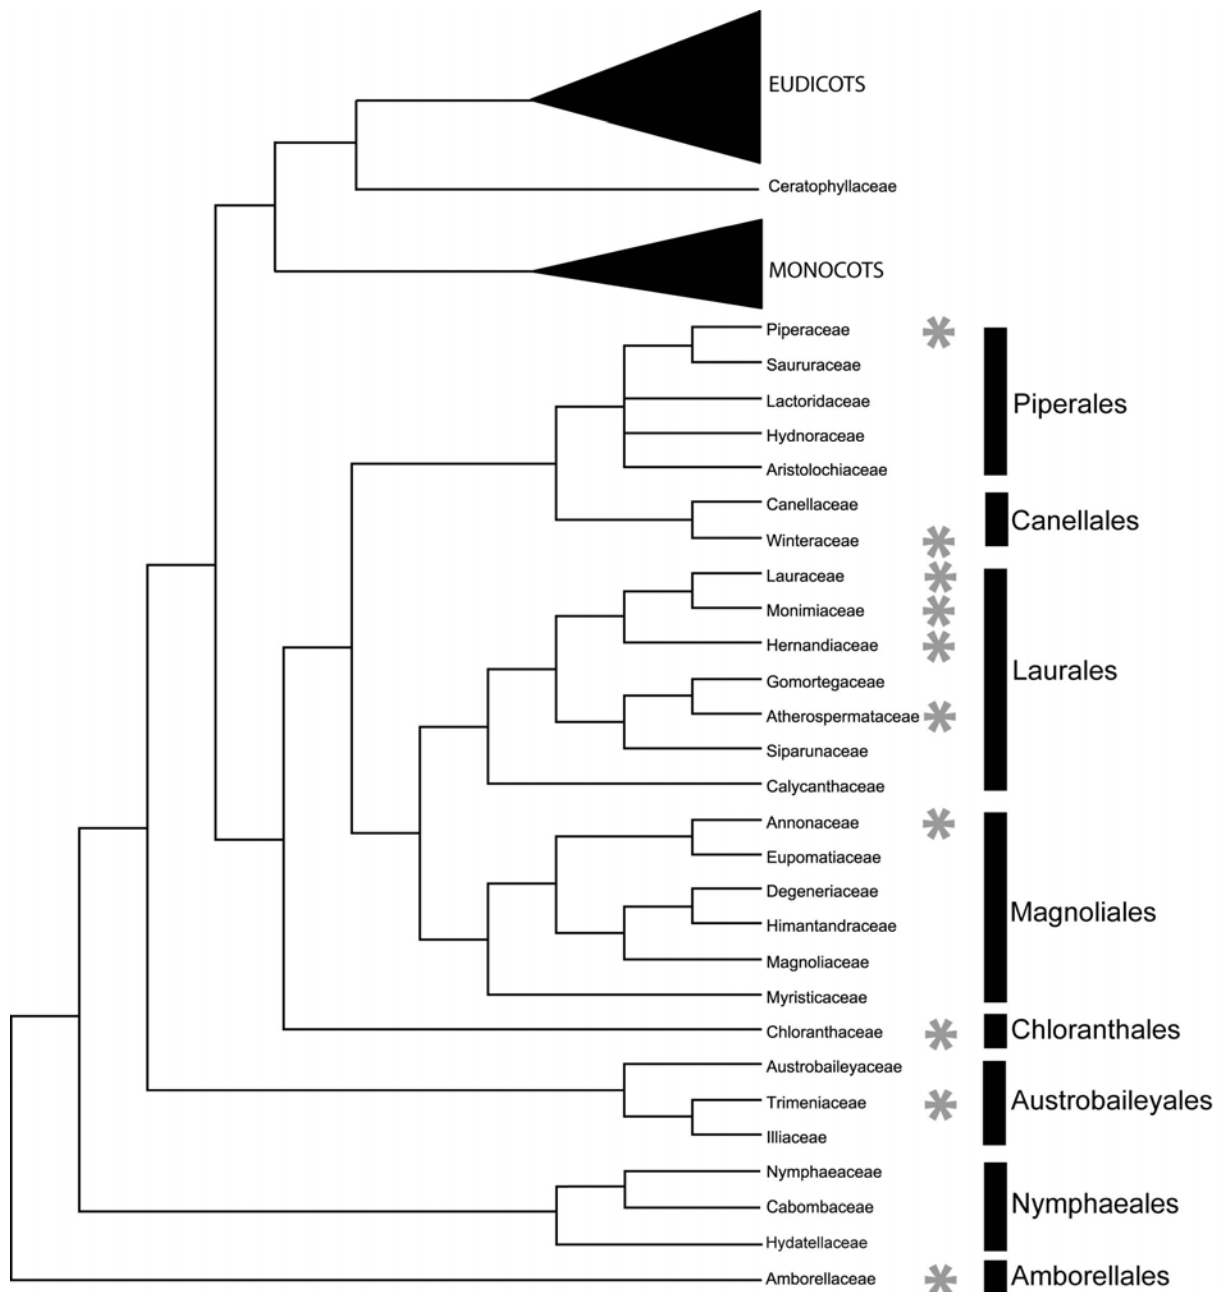 EUDICOTS
Ceratophyllaceae
MONOCOTS
Piperaceae
Saururaceae
Lactoridaceae
Hydnoraceae
Aristolochiaceae
Piperales
Canellaceae
Winteraceae
Canellales
Lauraceae
Monimiaceae
Hernandiaceae
Gomortegaceae
Atherospermataceae
Siparunaceae
Calycanthaceae
Laurales
Annonaceae
Eupomatiaceae
Degeneriaceae
Himantandraceae
Magnoliaceae
Myristicaceae
Magnoliales
Chloranthaceae
Chloranthales
Austrobaileyaceae
Trimeniaceae
Illiaceae
Austrobaileyales
Nymphaeaceae
Cabombaceae
Hydatellaceae
Nymphaeales
Amborellaceae
Amborellales